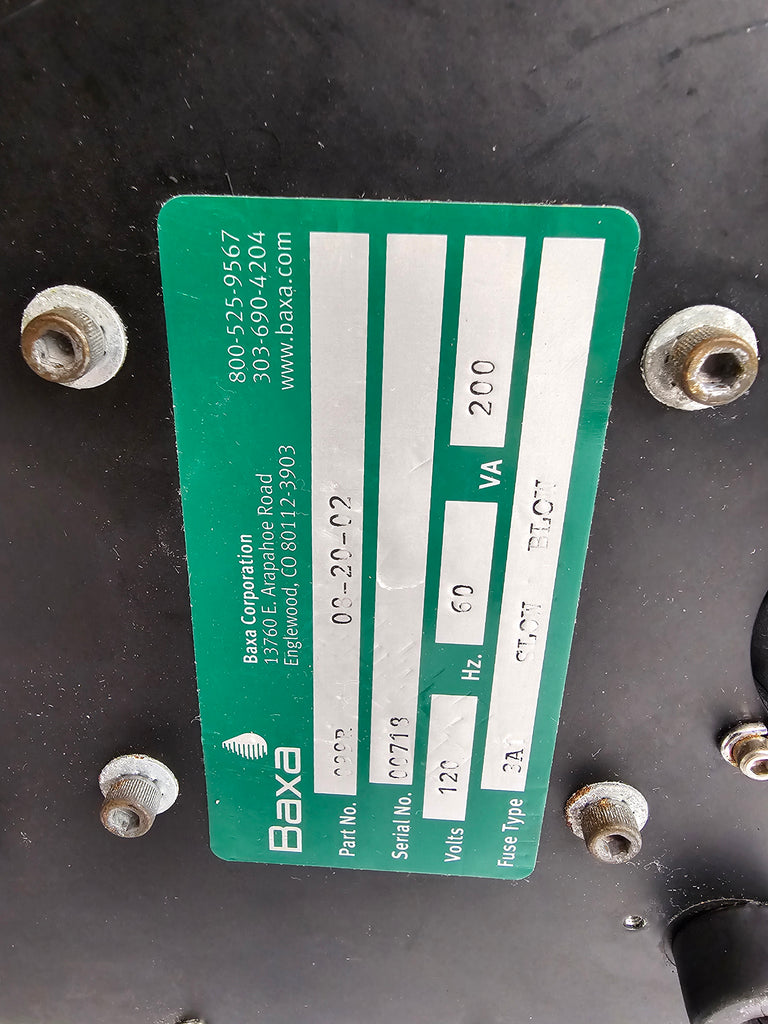 Baxa
Baxa Corporation
13760 E. Arapahoe Road
Englewood, CO 80112-3903
800-525-9567
303-690-4204
www.baxa.com
Part No. 08-20-02
Serial No. 00713
Volts 120 Hz. 60 VA 200
Fuse Type SLOW BLOW